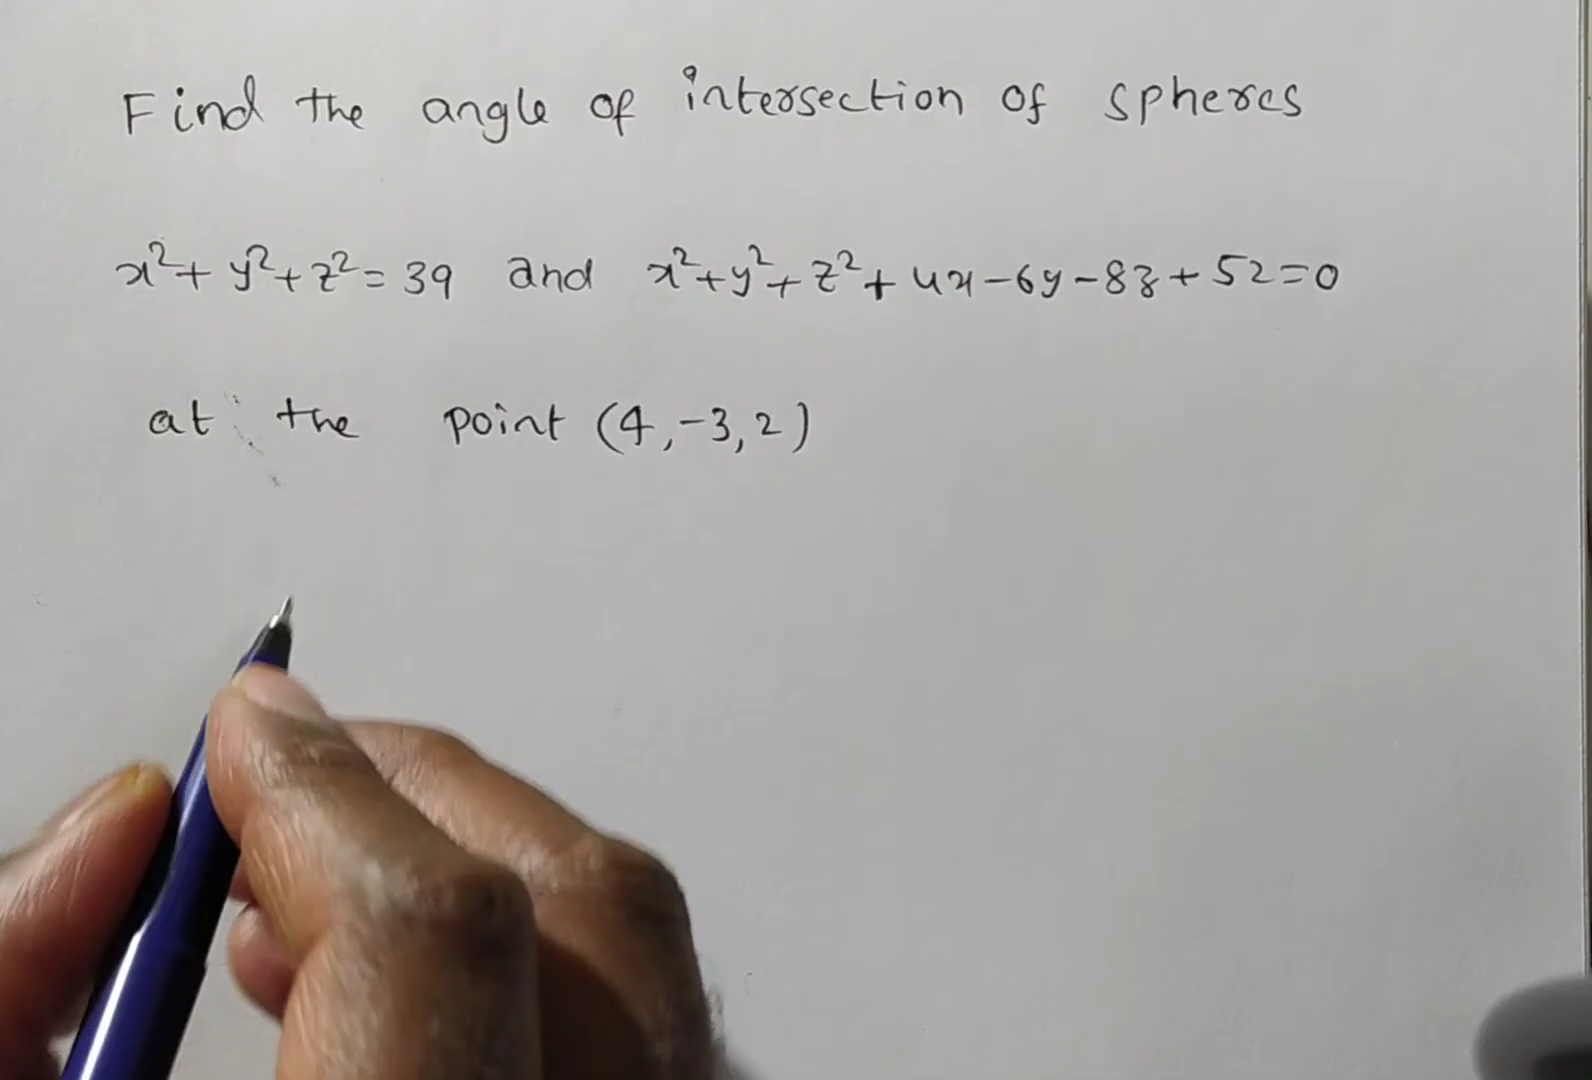 Find the angle of intersection of spheres
x²+ y²+z²= 39 and x²+y²+z²+4x-6y-8z+52=0
at the point (4,-3,2)